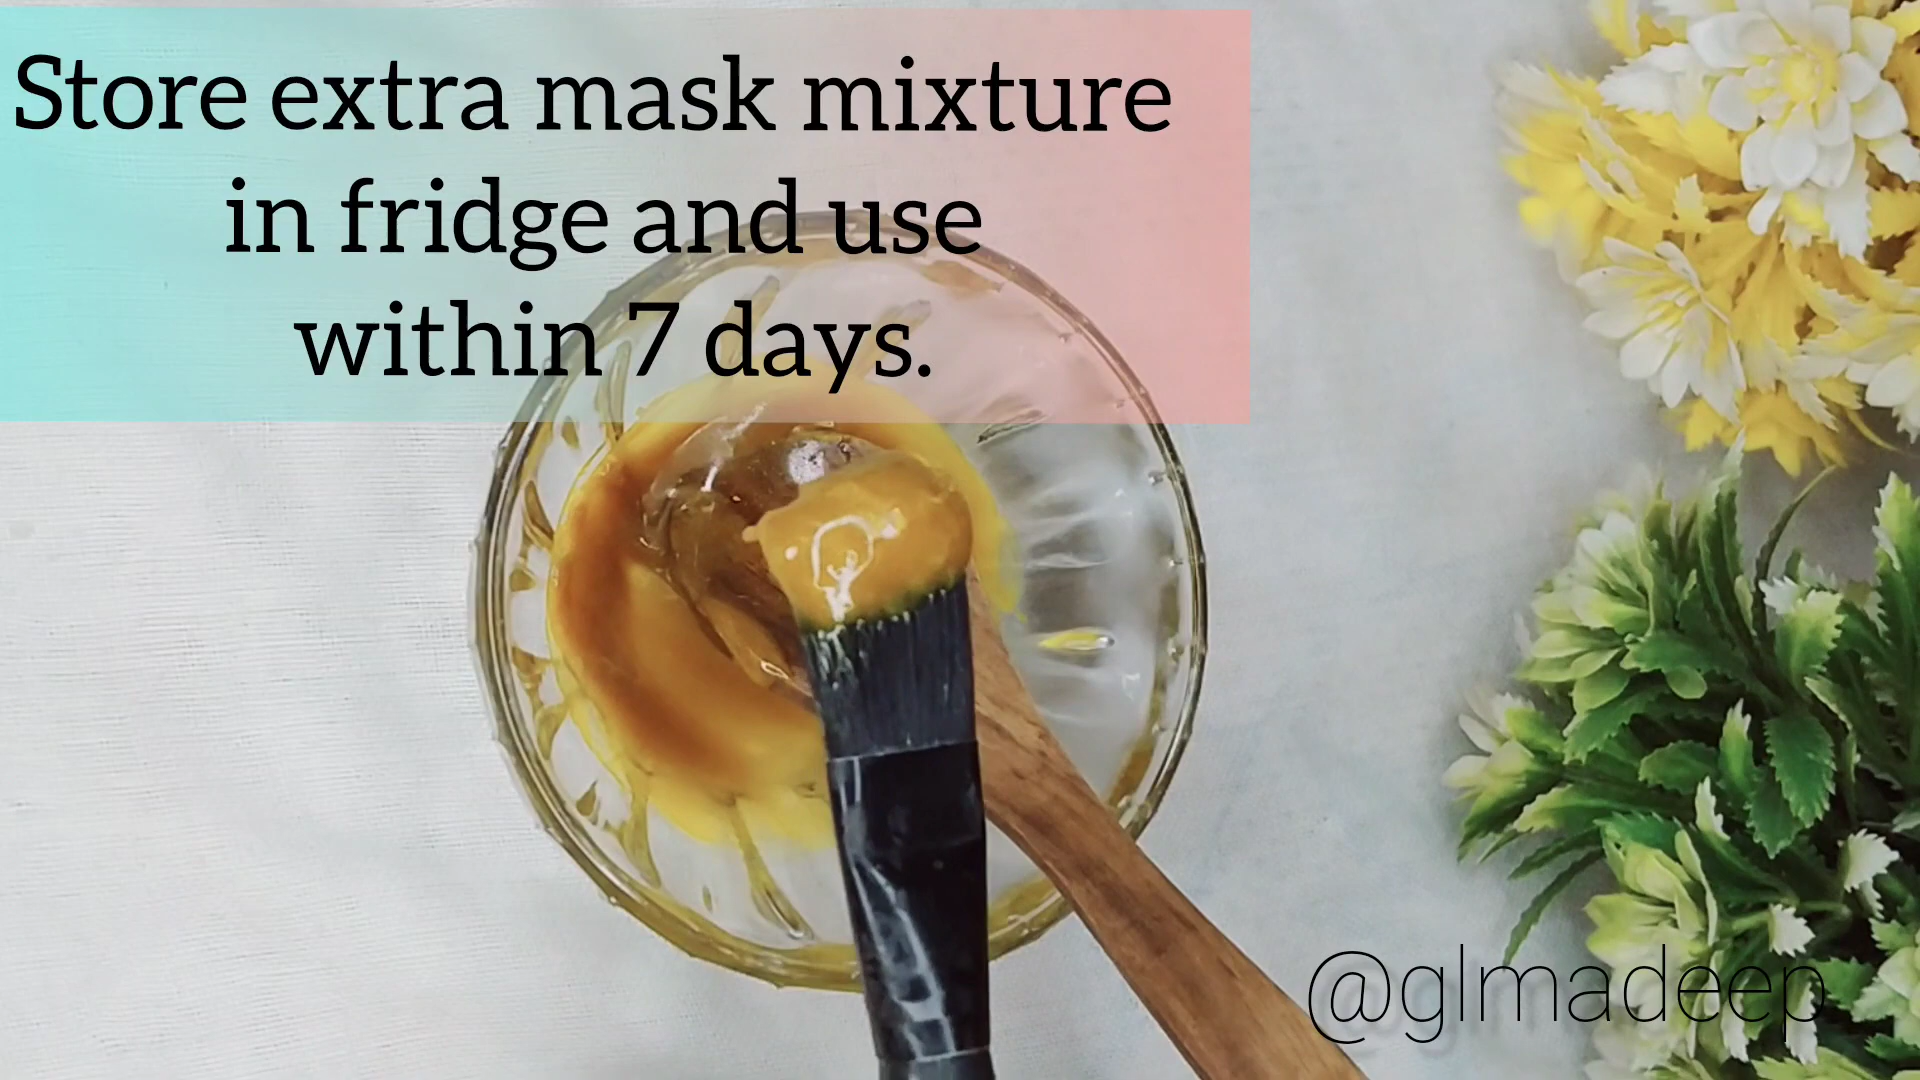 Store extra mask mixture
in fridge and use
within 7 days.
@glmadeep